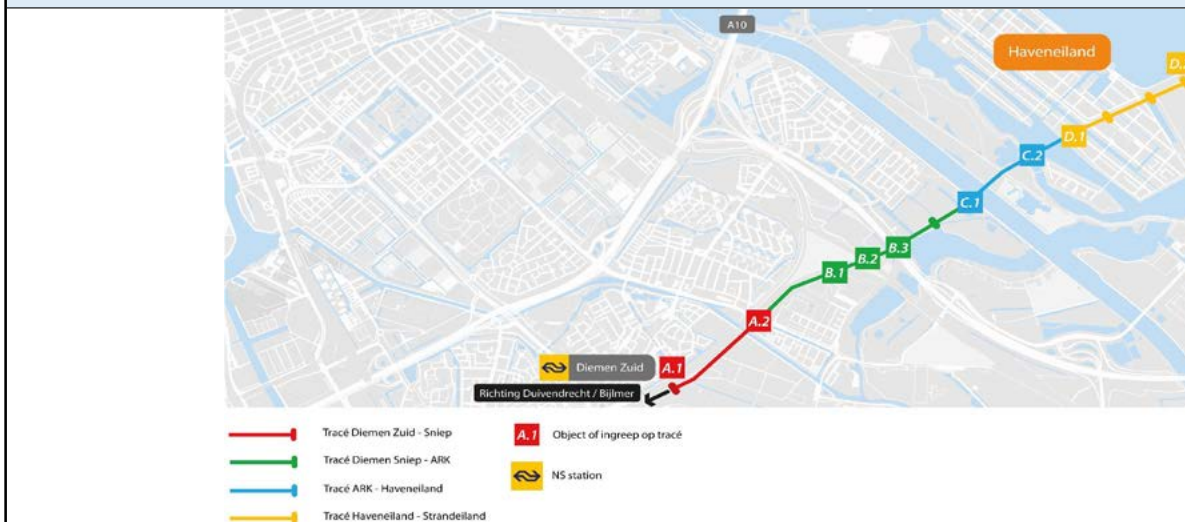 A10
Haveneiland
D.
D.1
C.2
C.1
B.3
B.2
B.1
A.2
Diemen Zuid
A.1
Richting Duivendrecht / Bijlmer
Tracé Diemen Zuid - Sniep
A.1 Object of ingreep op tracé
Tracé Diemen Sniep - ARK
NS station
Tracé ARK - Haveneiland
Tracé Haveneiland - Strandeiland